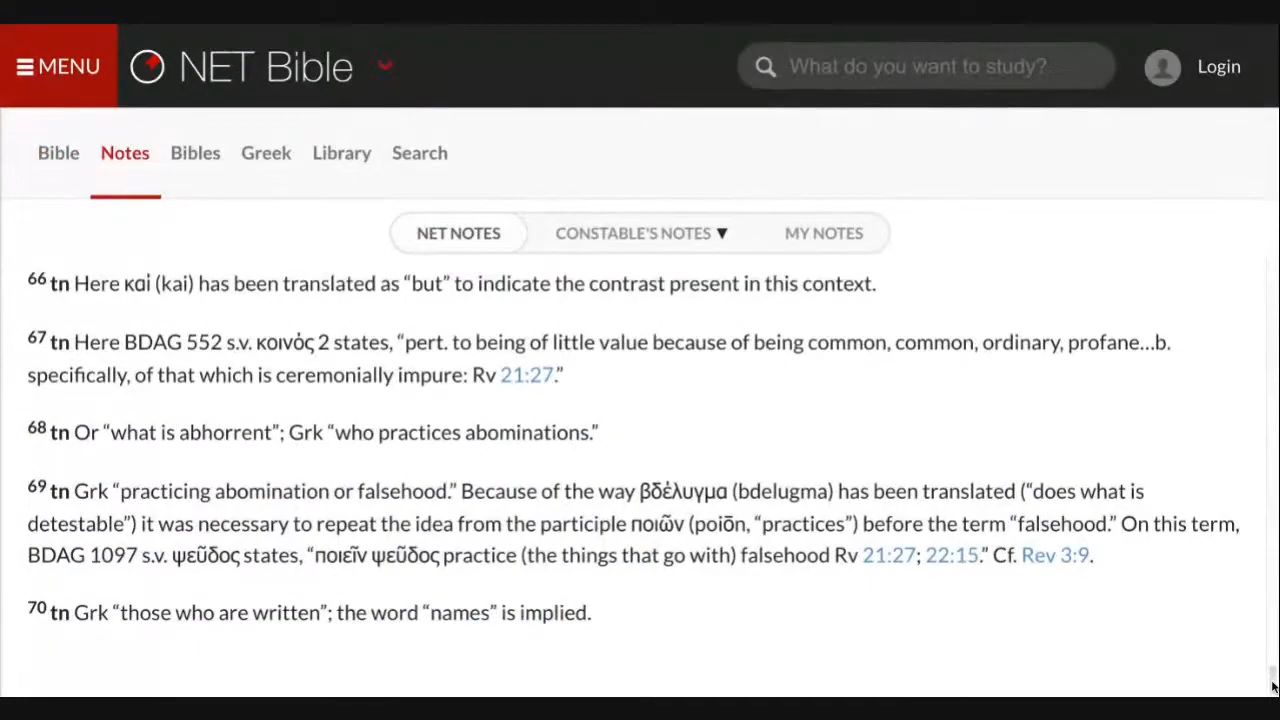 MENU NET Bible What do you want to study? Login
Bible Notes Bibles Greek Library Search
NET NOTES CONSTABLE'S NOTES ▼ MY NOTES
66 tn Here καί (kai) has been translated as “but” to indicate the contrast present in this context.
67 tn Here BDAG 552 s.v. κοινός 2 states, “pert. to being of little value because of being common, common, ordinary, profane…b.
specifically, of that which is ceremonially impure: Rv 21:27.”
68 tn Or “what is abhorrent”; Grk “who practices abominations.”
69 tn Grk “practicing abomination or falsehood.” Because of the way βδέλυγμα (bdelugma) has been translated (“does what is
detestable”) it was necessary to repeat the idea from the participle ποιῶν (poiōn, “practices”) before the term “falsehood.” On this term,
BDAG 1097 s.v. ψεῦδος states, “ποιεῖν ψεῦδος practice (the things that go with) falsehood Rv 21:27; 22:15.” Cf. Rev 3:9.
70 tn Grk “those who are written”; the word “names” is implied.